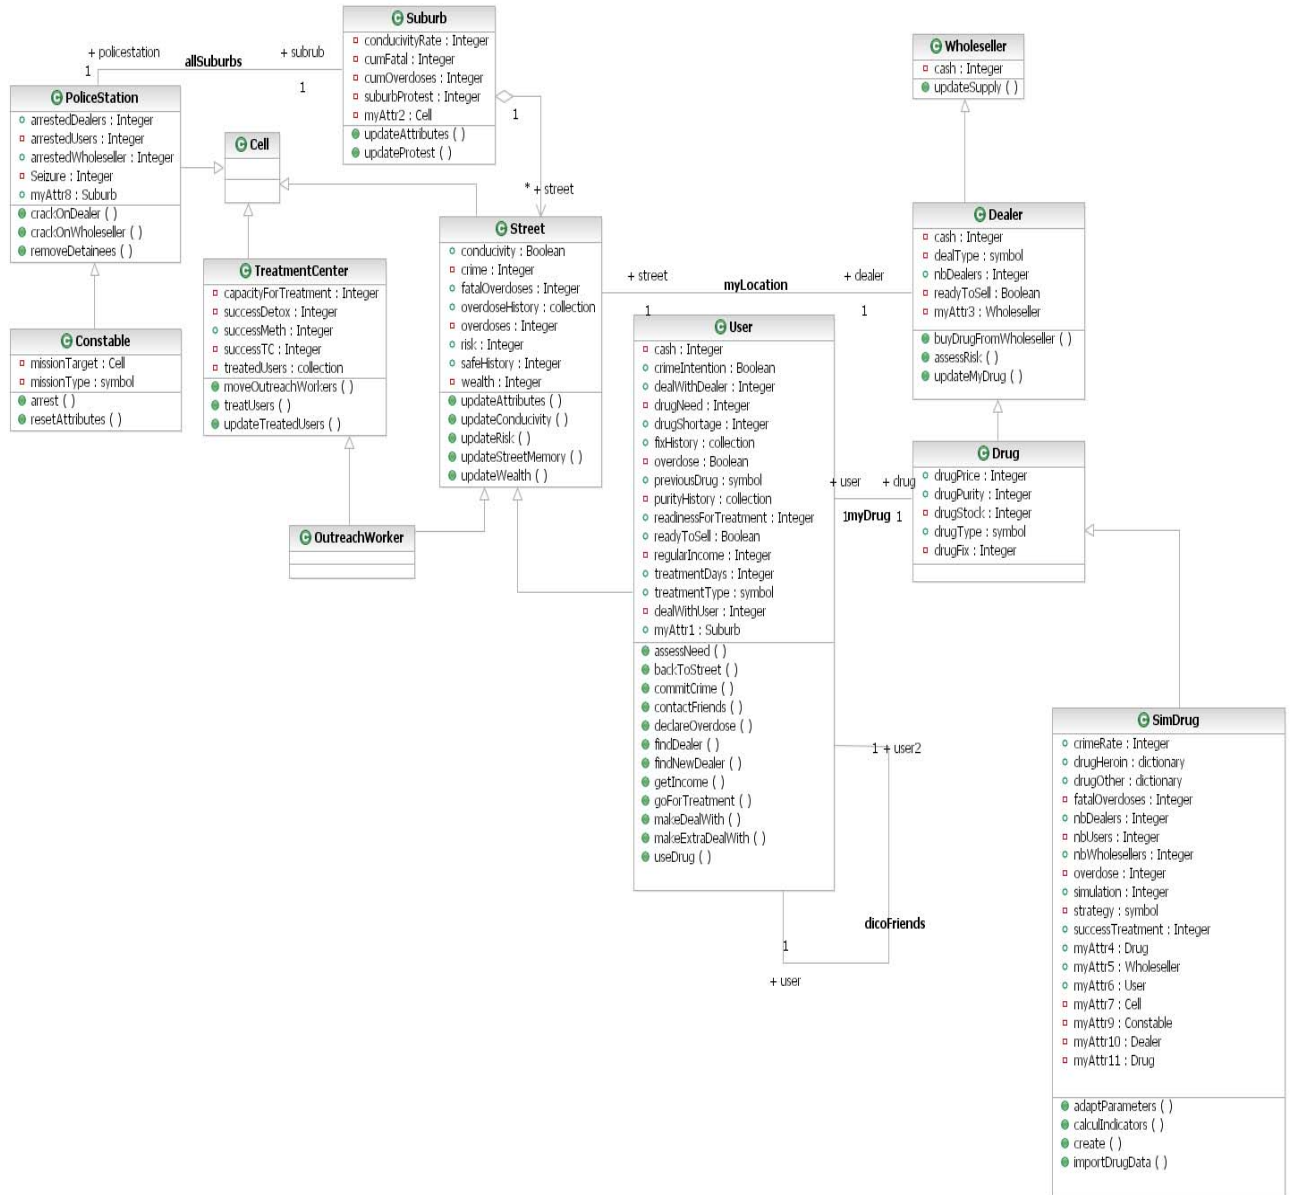 Suburb
conducivityRate : Integer
cumFatal : Integer
cumOverdoses : Integer
suburbProtest : Integer
myAttr2 : Cell
updateAttributes ( )
updateProtest ( )
+ policestation
allSuburbs
+ subrub
1
1
PoliceStation
arrestedDealers : Integer
arrestedUsers : Integer
arrestedWholeseller : Integer
Seizure : Integer
myAttr8 : Suburb
crackOnDealer ( )
crackOnWholeseller ( )
removeDetainees ( )
Cell
1
* + street
Wholeseller
cash : Integer
updateSupply ( )
Dealer
cash : Integer
dealType : symbol
nbDealers : Integer
readyToSell : Boolean
myAttr3 : Wholeseller
buyDrugFromWholeseller ( )
assessRisk ( )
updateMyDrug ( )
Street
conducivity : Boolean
crime : Integer
fatalOverdoses : Integer
overdoseHistory : collection
overdoses : Integer
risk : Integer
safeHistory : Integer
wealth : Integer
updateAttributes ( )
updateConducivity ( )
updateRisk ( )
updateStreetMemory ( )
updateWealth ( )
+ street
myLocation
+ dealer
1
1
TreatmentCenter
capacityForTreatment : Integer
successDetox : Integer
successMeth : Integer
successTC : Integer
treatedUsers : collection
moveOutreachWorkers ( )
treatUsers ( )
updateTreatedUsers ( )
Constable
missionTarget : Cell
missionType : symbol
arrest ( )
resetAttributes ( )
OutreachWorker
User
cash : Integer
crimeIntention : Boolean
dealWithDealer : Integer
drugNeed : Integer
drugShortage : Integer
fixHistory : collection
overdose : Boolean
previousDrug : symbol
purityHistory : collection
readinessForTreatment : Integer
readyToSell : Boolean
regularIncome : Integer
treatmentDays : Integer
treatmentType : symbol
dealWithUser : Integer
myAttr1 : Suburb
assessNeed ( )
backToStreet ( )
commitCrime ( )
contactFriends ( )
declareOverdose ( )
findDealer ( )
findNewDealer ( )
getIncome ( )
goForTreatment ( )
makeDealWith ( )
makeExtraDealWith ( )
useDrug ( )
+ user
+ drug
1 myDrug 1
Drug
drugPrice : Integer
drugPurity : Integer
drugStock : Integer
drugType : symbol
drugFix : Integer
1 + user2
dicoFriends
1
+ user
SimDrug
crimeRate : Integer
drugHeroin : dictionary
drugOther : dictionary
fatalOverdoses : Integer
nbDealers : Integer
nbUsers : Integer
nbWholesellers : Integer
overdose : Integer
simulation : Integer
strategy : symbol
successTreatment : Integer
myAttr4 : Drug
myAttr5 : Wholeseller
myAttr6 : User
myAttr7 : Cell
myAttr9 : Constable
myAttr10 : Dealer
myAttr11 : Drug
adaptParameters ( )
calculIndicators ( )
create ( )
importDrugData ( )